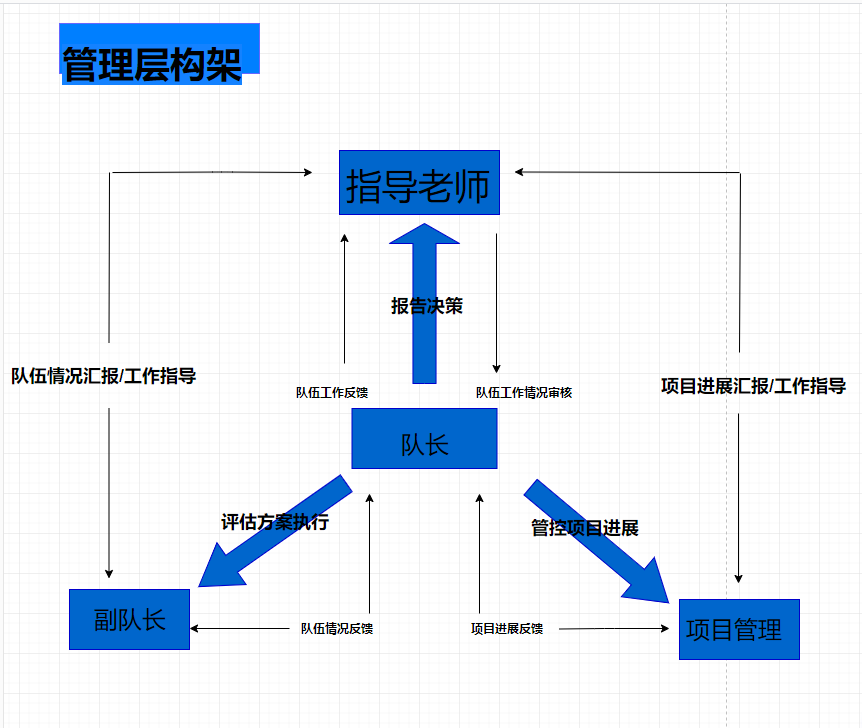 管理层构架
指导老师
报告决策
队伍情况汇报/工作指导
项目进展汇报/工作指导
队伍工作反馈
队伍工作情况审核
队长
评估方案执行
管控项目进展
副队长
队伍情况反馈
项目进展反馈
项目管理